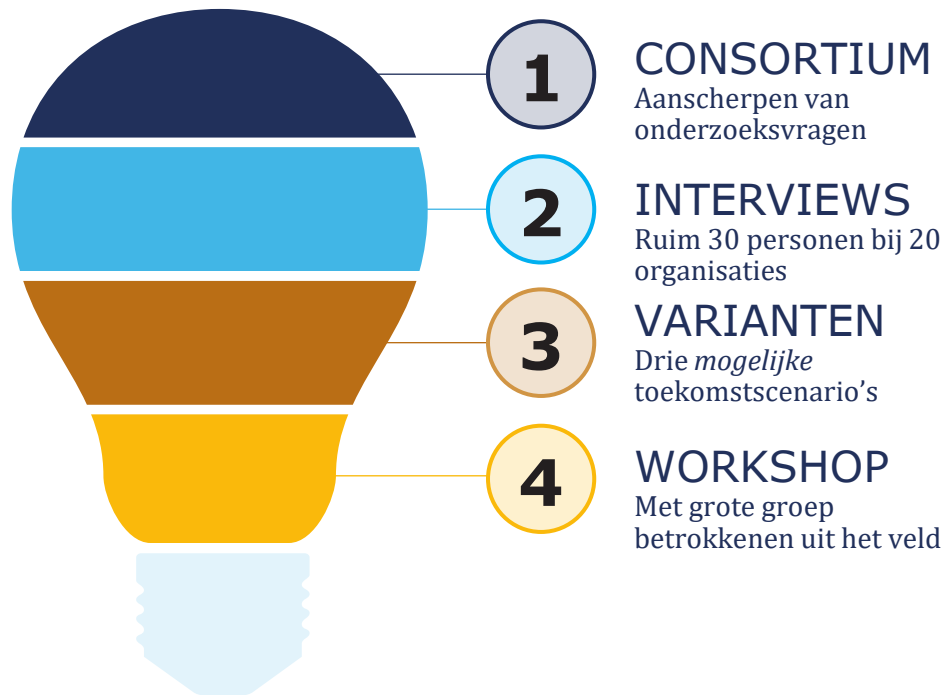 1
CONSORTIUM
Aanscherpen van
onderzoeksvragen
2
INTERVIEWS
Ruim 30 personen bij 20
organisaties
3
VARIANTEN
Drie mogelijke
toekomstscenario’s
4
WORKSHOP
Met grote groep
betrokkenen uit het veld